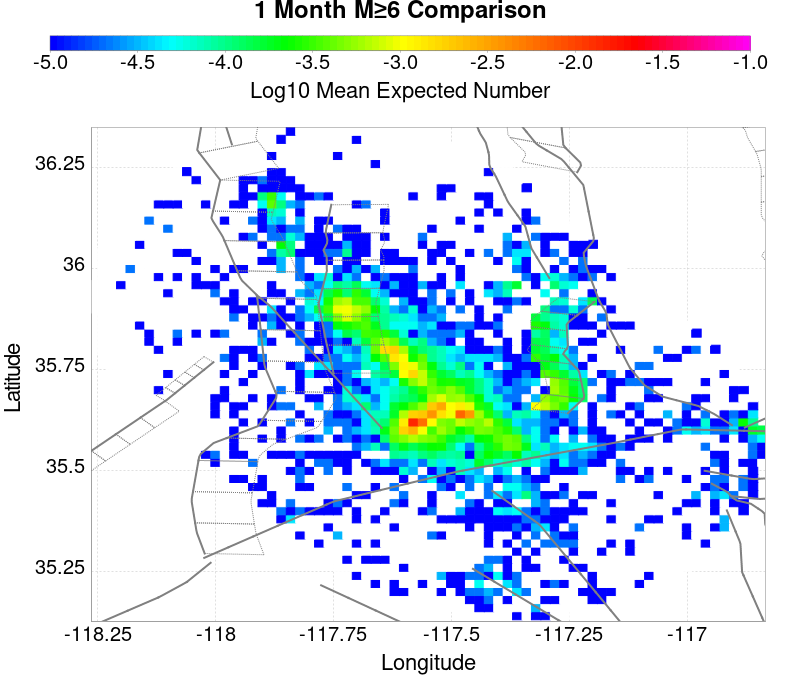 1 Month M≥6 Comparison
-5.0 -4.5 -4.0 -3.5 -3.0 -2.5 -2.0 -1.5 -1.0
Log10 Mean Expected Number
36.25
36
35.75
35.5
35.25
Latitude
-118.25 -118 -117.75 -117.5 -117.25 -117
Longitude